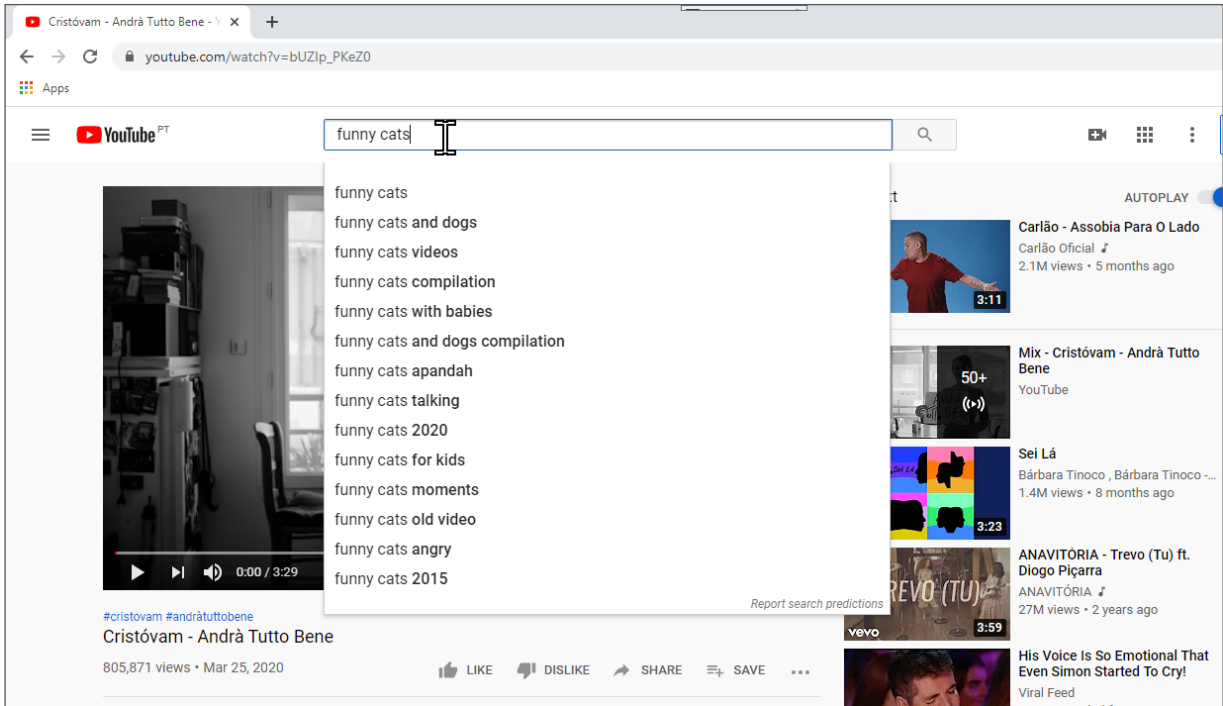 Cristóvam - Andrà Tutto Bene - Y
youtube.com/watch?v=bUZIp_PKeZ0
Apps
YouTube PT
funny cats
funny cats
funny cats and dogs
funny cats videos
funny cats compilation
funny cats with babies
funny cats and dogs compilation
funny cats apandah
funny cats talking
funny cats 2020
funny cats for kids
funny cats moments
funny cats old video
funny cats angry
funny cats 2015
Report search predictions
0:00 / 3:29
#cristovam #andràtuttobene
Cristóvam - Andrà Tutto Bene
805,871 views • Mar 25, 2020
LIKE DISLIKE SHARE SAVE
AUTOPLAY
3:11
Carlão - Assobia Para O Lado
Carlão Oficial
2.1M views • 5 months ago
50+
Mix - Cristóvam - Andrà Tutto
Bene
YouTube
3:23
Sei Lá
Bárbara Tinoco , Bárbara Tinoco -...
1.4M views • 8 months ago
TREVO (TU)
vevo
3:59
ANAVITÓRIA - Trevo (Tu) ft.
Diogo Piçarra
ANAVITÓRIA
27M views • 2 years ago
His Voice Is So Emotional That
Even Simon Started To Cry!
Viral Feed